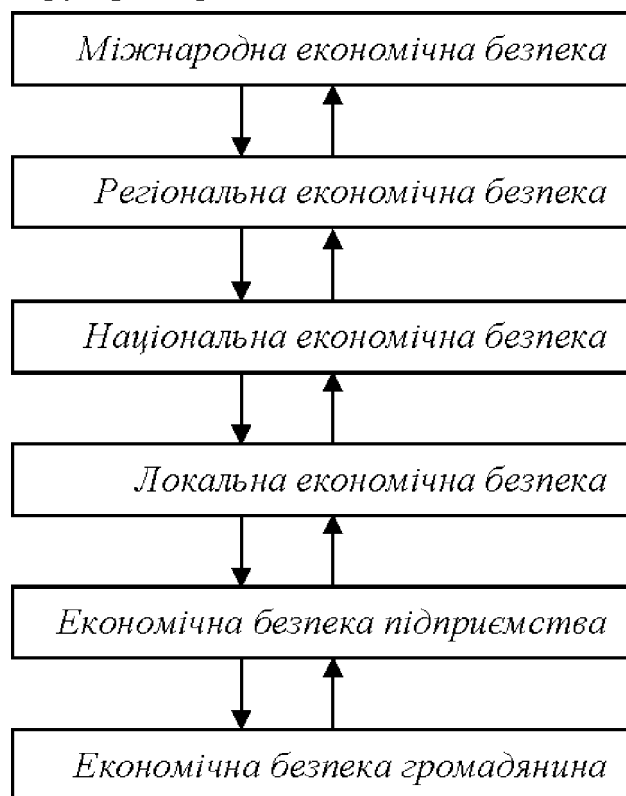 Міжнародна економічна безпека
Регіональна економічна безпека
Національна економічна безпека
Локальна економічна безпека
Економічна безпека підприємства
Економічна безпека громадянина